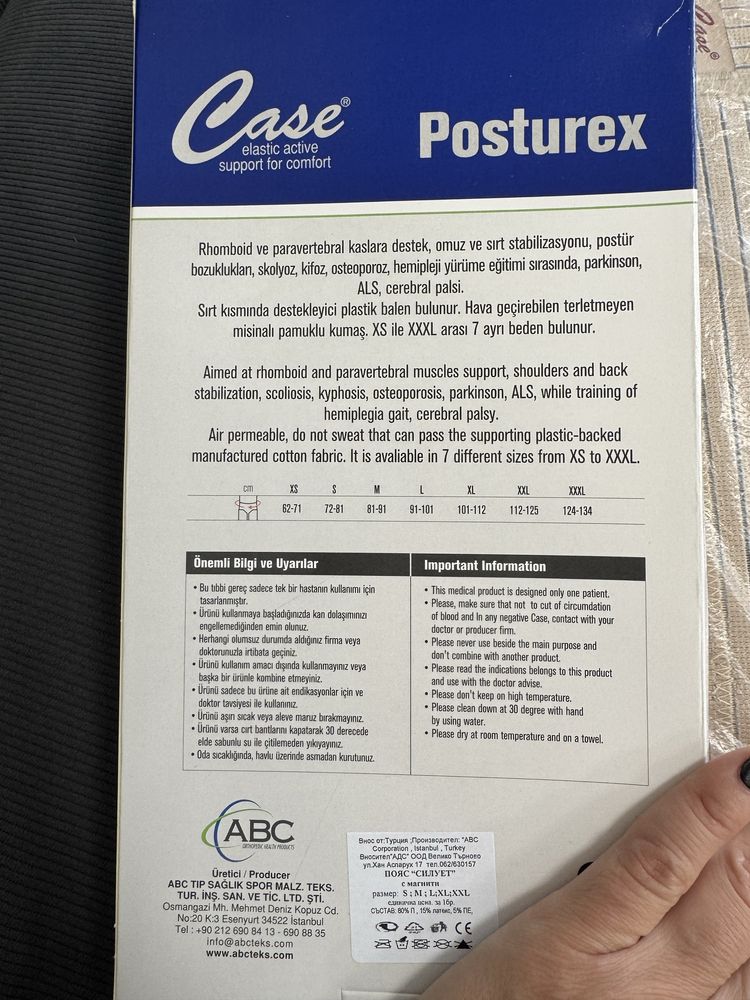 Case®
elastic active
support for comfort
Posturex
Case®
Rhomboid ve paravertebral kaslara destek, omuz ve sırt stabilizasyonu, postür
bozuklukları, skolyoz, kifoz, osteoporoz, hemipleji yürüme eğitimi sırasında, parkinson,
ALS, cerebral palsi.
Sırt kısmında destekleyici plastik balen bulunur. Hava geçirebilen terletmeyen
misinalı pamuklu kumaş. XS ile XXXL arası 7 ayrı beden bulunur.
Aimed at rhomboid and paravertebral muscles support, shoulders and back
stabilization, scoliosis, kyphosis, osteoporosis, parkinson, ALS, while training of
hemiplegia gait, cerebral palsy.
Air permeable, do not sweat that can pass the supporting plastic-backed
manufactured cotton fabric. It is avaliable in 7 different sizes from XS to XXXL.
cm XS S M L XL XXL XXXL
62-71 72-81 81-91 91-101 101-112 112-125 124-134
Önemli Bilgi ve Uyarılar
• Bu tıbbi gereç sadece tek bir hastanın kullanımı için
tasarlanmıştır.
• Ürünü kullanmaya başladığınızda kan dolaşımınızı
engellemediğinden emin olunuz.
• Herhangi olumsuz durumda aldığınız firma veya
doktorunuzla irtibata geçiniz.
• Ürünü kullanım amacı dışında kullanmayınız veya
başka bir ürünle kombine etmeyiniz.
• Ürünü sadece bu ürüne ait endikasyonlar için ve
doktor tavsiyesi ile kullanınız.
• Ürünü aşırı sıcak veya aleve maruz bırakmayınız.
• Ürünü varsa cırt bantlarını kapatarak 30 derecede
elde sabunlu su ile çitilemeden yıkayınız.
• Oda sıcaklığında, havlu üzerinde asmadan kurutunuz.
Important Information
• This medical product is designed only one patient.
• Please, make sure that not to cut of circumdation
of blood and In any negative Case, contact with your
doctor or producer firm.
• Please never use beside the main purpose and
don't combine with another product.
• Please read the indications belongs to this product
and use with the doctor advise.
• Please don't keep on high temperature.
• Please clean down at 30 degree with hand
by using water.
• Please dry at room temperature and on a towel.
ABC
ORTHOPEDIC HEALTH PRODUCTS
Üretici / Producer
ABC TIP SAĞLIK SPOR MALZ. TEKS.
TUR. İNŞ. SAN. VE TİC. LTD. ŞTİ.
Osmangazi Mh. Mehmet Deniz Kopuz Cd.
No:20 K:3 Esenyurt 34522 İstanbul
Tel : +90 212 690 84 13 - 690 88 35
info@abcteks.com
www.abcteks.com
Внос от:Турция ;Производител: "ABC
Corporation , Istanbul , Turkey
Вносител"АДС" ООД Велико Търново
ул.Хан Аспарух 17 тел.062/630157
ПОЯС "СИЛУЕТ"
с магнити
размер: S ; M ; L;XL;XXL
единична цена. за 1бр.
СЪСТАВ: 80% П , 15% латекс, 5% ПЕ,
CE